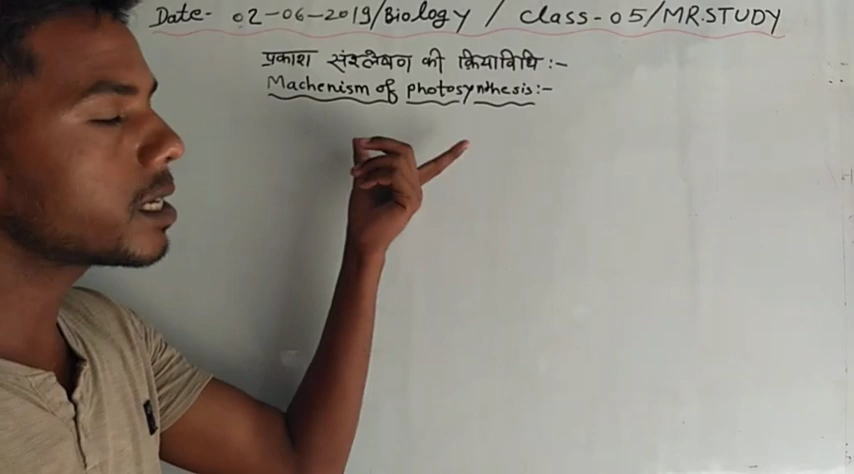 Date- 02-06-2019/Biology / class-05/MR.STUDY
प्रकाश संश्लेषण की क्रियाविधि :-
Machenism of photosynthesis:-